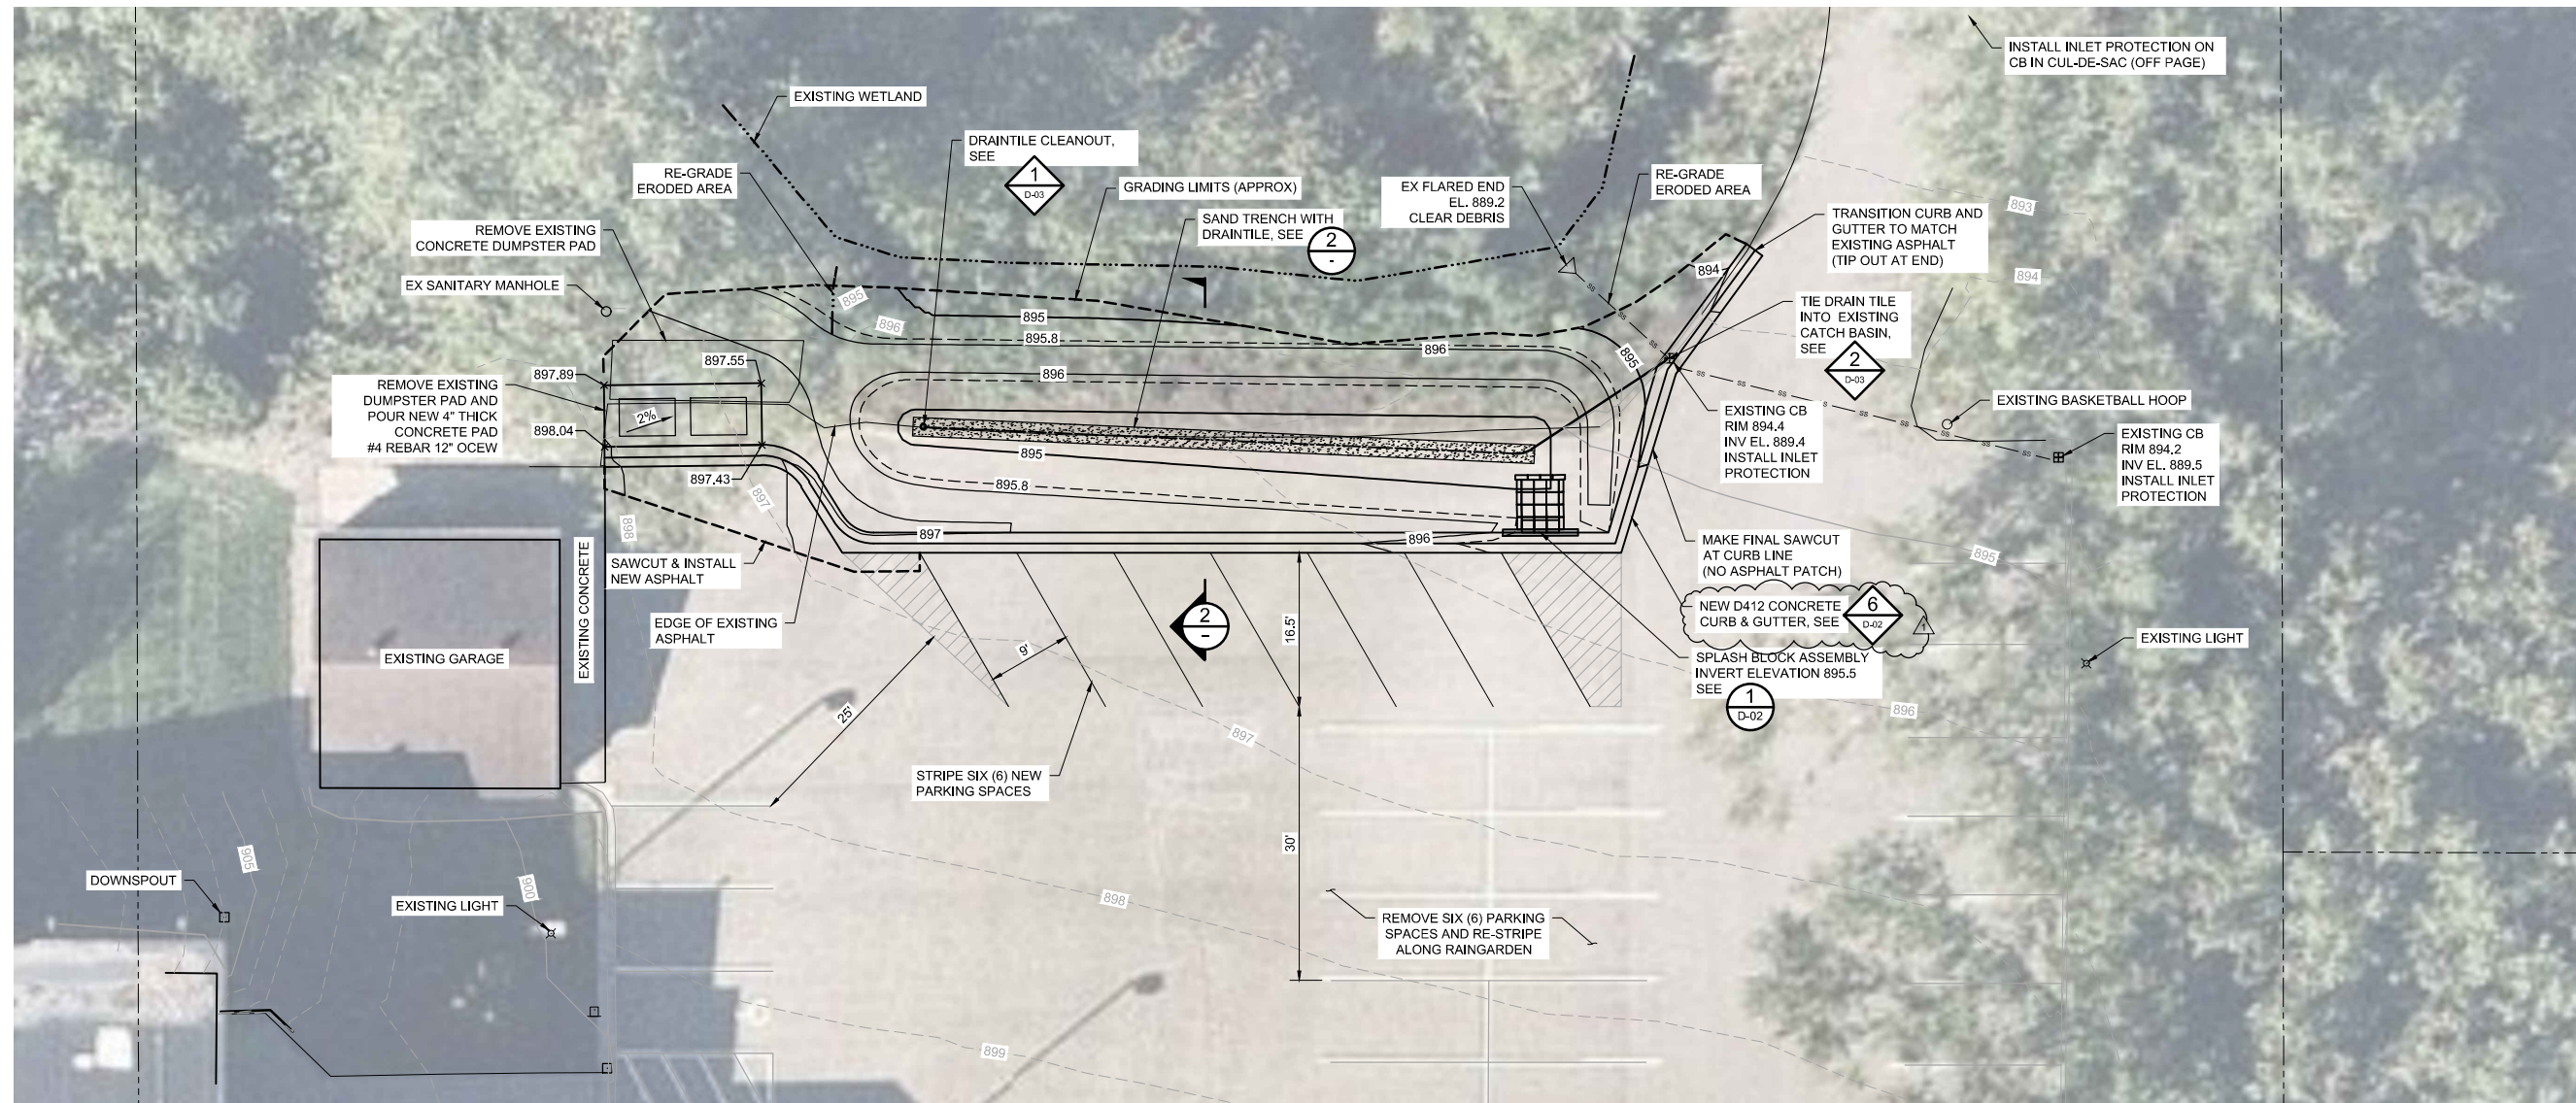 INSTALL INLET PROTECTION ON
CB IN CUL-DE-SAC (OFF PAGE)
EXISTING WETLAND
DRAINTILE CLEANOUT,
SEE
1
D-03
RE-GRADE
ERODED AREA
GRADING LIMITS (APPROX)
EX FLARED END
EL. 889.2
CLEAR DEBRIS
RE-GRADE
ERODED AREA
SAND TRENCH WITH
DRAINTILE, SEE
2
-
TRANSITION CURB AND
GUTTER TO MATCH
EXISTING ASPHALT
(TIP OUT AT END)
893
REMOVE EXISTING
CONCRETE DUMPSTER PAD
EX SANITARY MANHOLE
894
894
895
896
895
895.8
896
895
SS
SS
SS
TIE DRAIN TILE
INTO EXISTING
CATCH BASIN,
SEE
2
D-03
897.55
897.89
896
REMOVE EXISTING
DUMPSTER PAD AND
POUR NEW 4" THICK
CONCRETE PAD
#4 REBAR 12" OCEW
2%
898.04
SS
SS
SS
SS
SS
SS
EXISTING BASKETBALL HOOP
EXISTING CB
RIM 894.4
INV EL. 889.4
INSTALL INLET
PROTECTION
EXISTING CB
RIM 894.2
INV EL. 889.5
INSTALL INLET
PROTECTION
895
895.8
897.43
897
898
897
896
895
SAWCUT & INSTALL
NEW ASPHALT
EXISTING CONCRETE
MAKE FINAL SAWCUT
AT CURB LINE
(NO ASPHALT PATCH)
NEW D412 CONCRETE
CURB & GUTTER, SEE
6
D-02
1
EDGE OF EXISTING
ASPHALT
2
-
16.5'
9'
EXISTING LIGHT
EXISTING GARAGE
SPLASH BLOCK ASSEMBLY
INVERT ELEVATION 895.5
SEE
1
D-02
896
25'
897
STRIPE SIX (6) NEW
PARKING SPACES
30'
905
900
DOWNSPOUT
EXISTING LIGHT
898
REMOVE SIX (6) PARKING
SPACES AND RE-STRIPE
ALONG RAINGARDEN
899